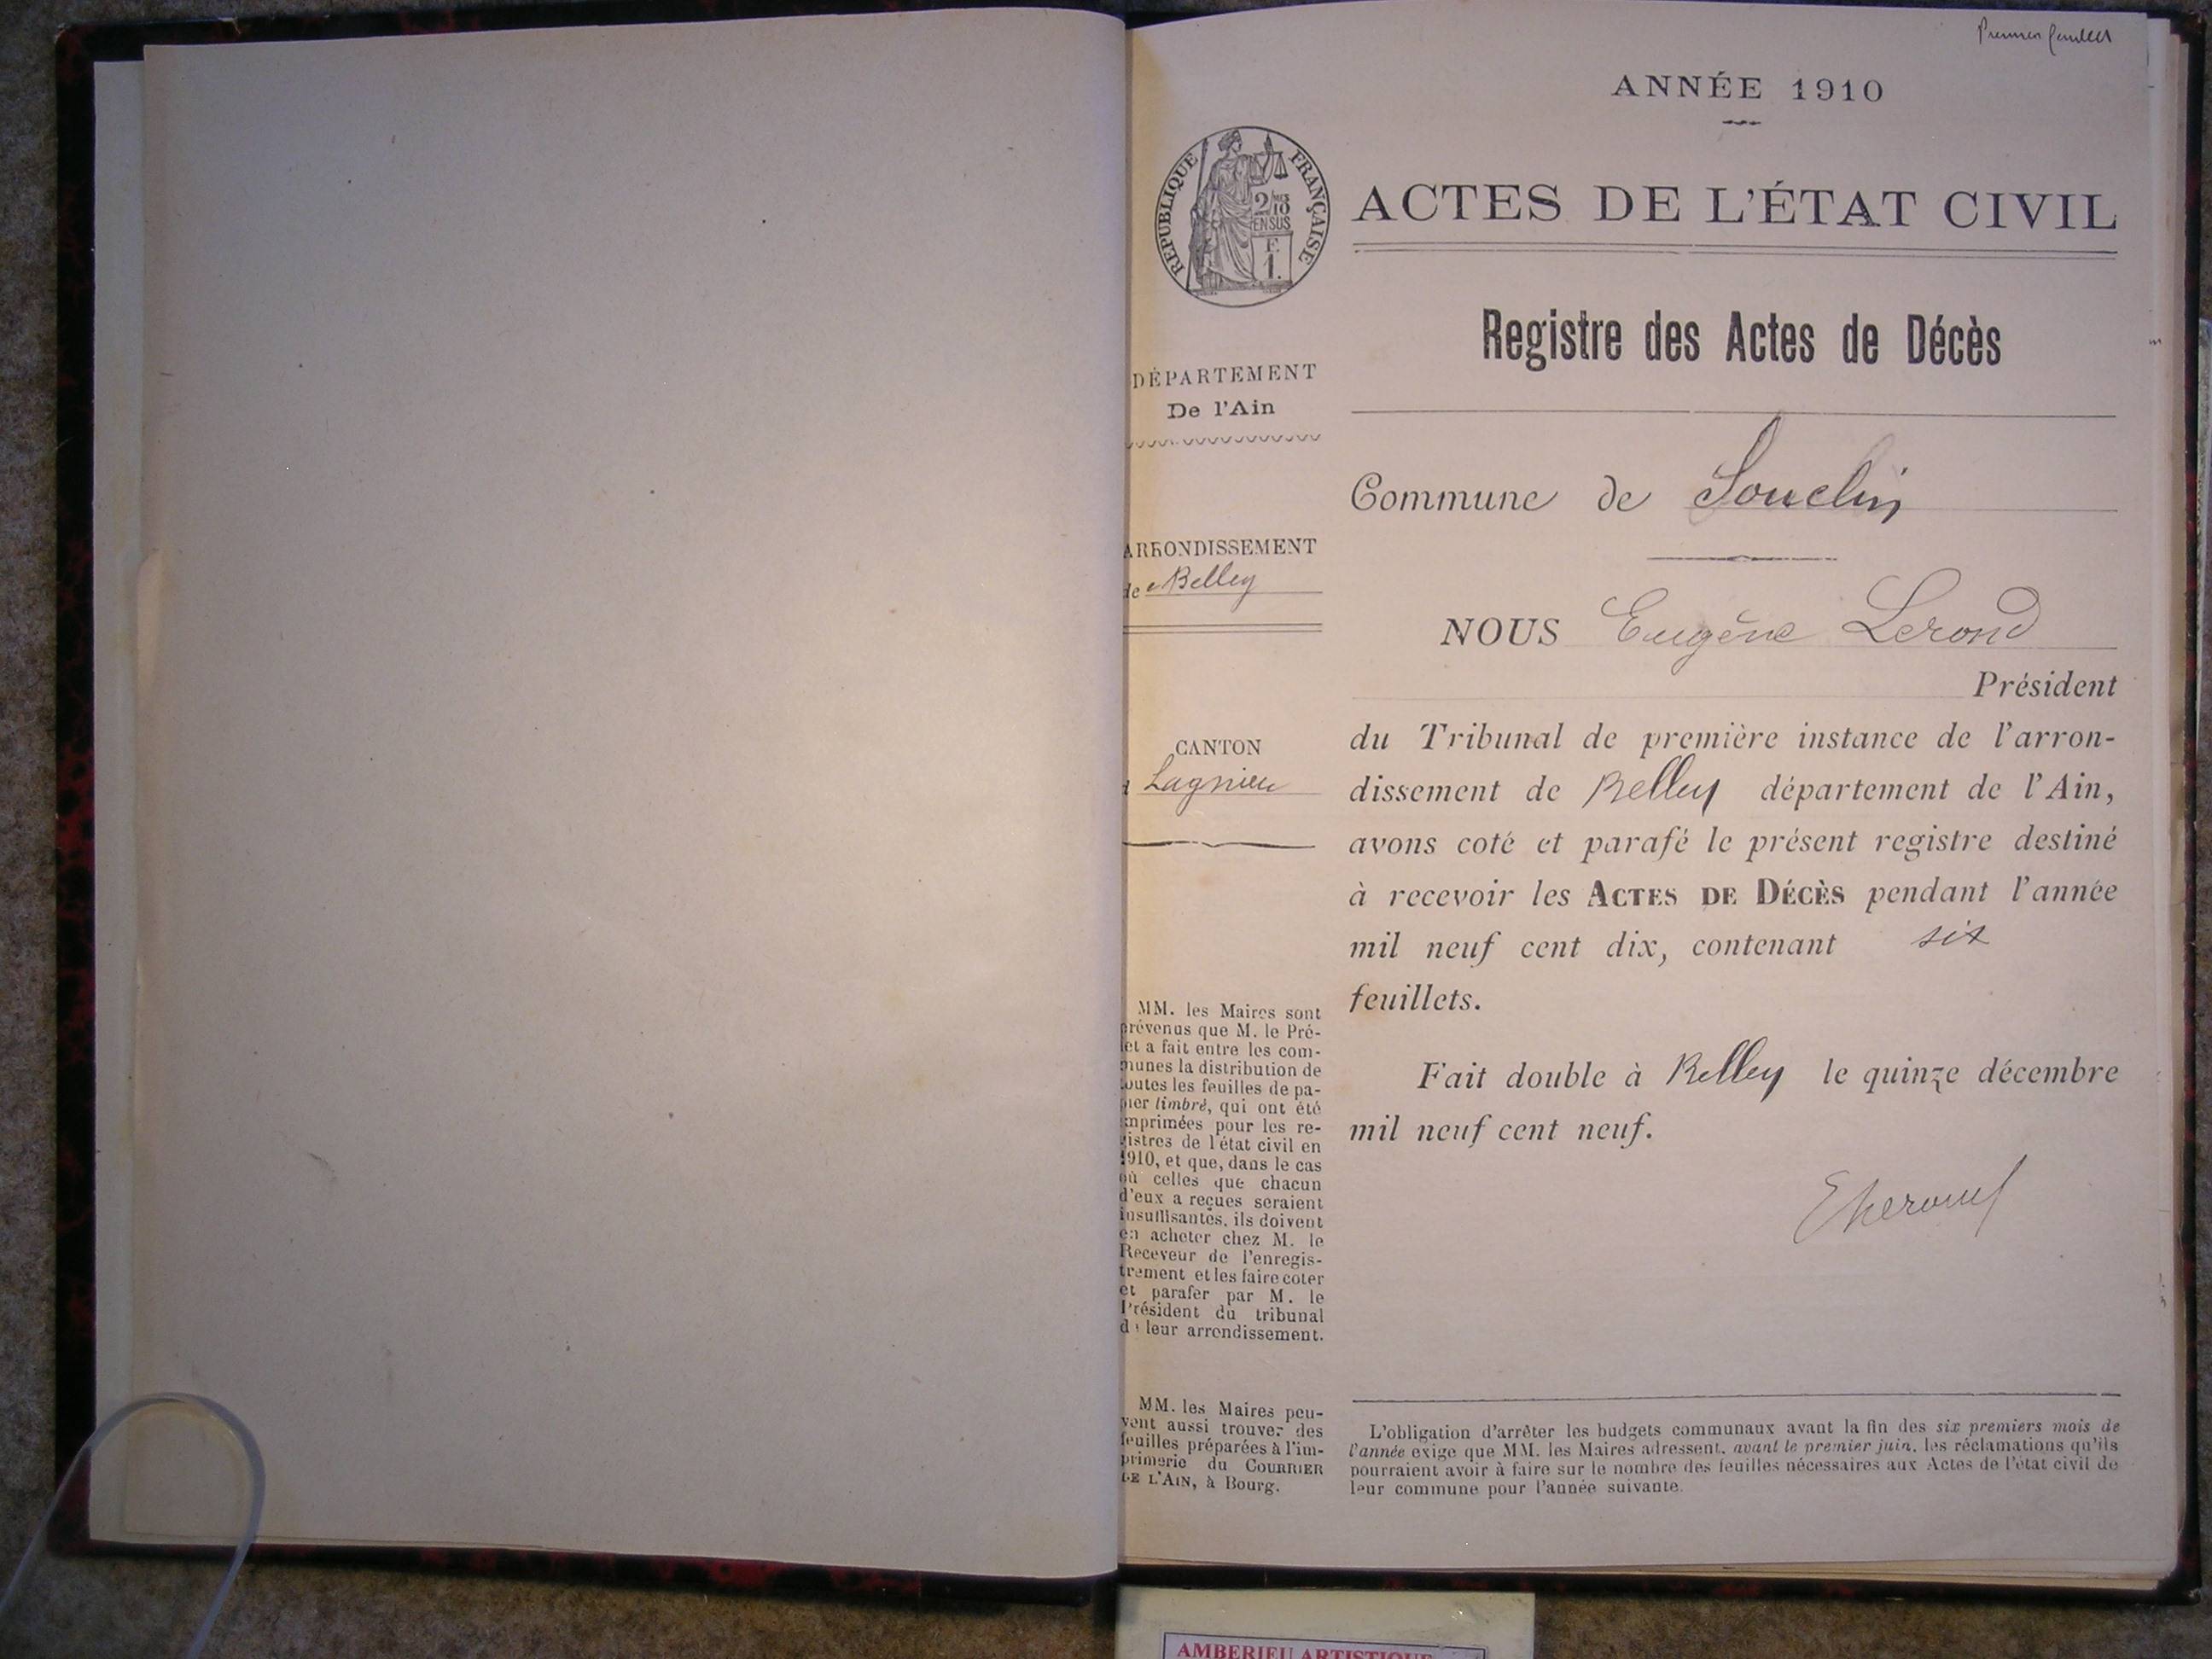 Premier feuillet
ANNÉE 1910
RÉPUBLIQUE FRANÇAISE
2/10
EN SUS
F.
1.
ACTES DE L'ÉTAT CIVIL
Registre des Actes de Décès
DÉPARTEMENT
De l'Ain
ARRONDISSEMENT
de Belley
CANTON
Lagnieu
MM. les Maires sont
prévenus que M. le Pré-
fet a fait entre les com-
munes la distribution de
toutes les feuilles de pa-
pier timbré, qui ont été
imprimées pour les re-
gistres de l'état civil en
1910, et que, dans le cas
où celles que chacun
d'eux a reçues seraient
insuffisantes, ils doivent
en acheter chez M. le
Receveur de l'enregis-
trement et les faire coter
et parafer par M. le
Président du tribunal
de leur arrondissement.
MM. les Maires peu-
vent aussi trouver des
feuilles préparées à l'im-
primerie du COURRIER
DE L'AIN, à Bourg.
Commune de Souclin
NOUS Eugène Lerond
Président
du Tribunal de première instance de l'arron-
dissement de Belley département de l'Ain,
avons coté et parafé le présent registre destiné
à recevoir les ACTES DE DÉCÈS pendant l'année
mil neuf cent dix, contenant six
feuillets.
Fait double à Belley le quinze décembre
mil neuf cent neuf.
ELerond
L'obligation d'arrêter les budgets communaux avant la fin des six premiers mois de
l'année exige que MM. les Maires adressent, avant le premier juin, les réclamations qu'ils
pourraient avoir à faire sur le nombre des feuilles nécessaires aux Actes de l'état civil de
leur commune pour l'année suivante.
AMBERIEU ARTISTIQUE